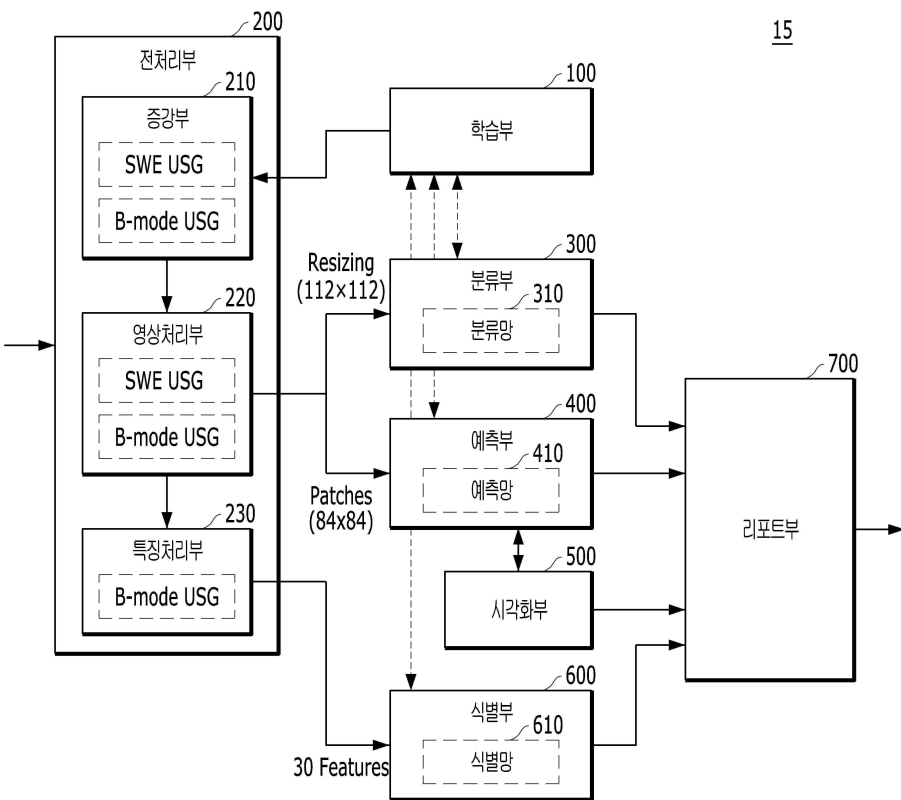 15
200
전처리부
210
증강부
SWE USG
B-mode USG
220
영상처리부
SWE USG
B-mode USG
230
특징처리부
B-mode USG
100
학습부
Resizing
(112×112)
300
분류부
310
분류망
Patches
(84x84)
400
예측부
410
예측망
500
시각화부
30 Features
600
식별부
610
식별망
700
리포트부